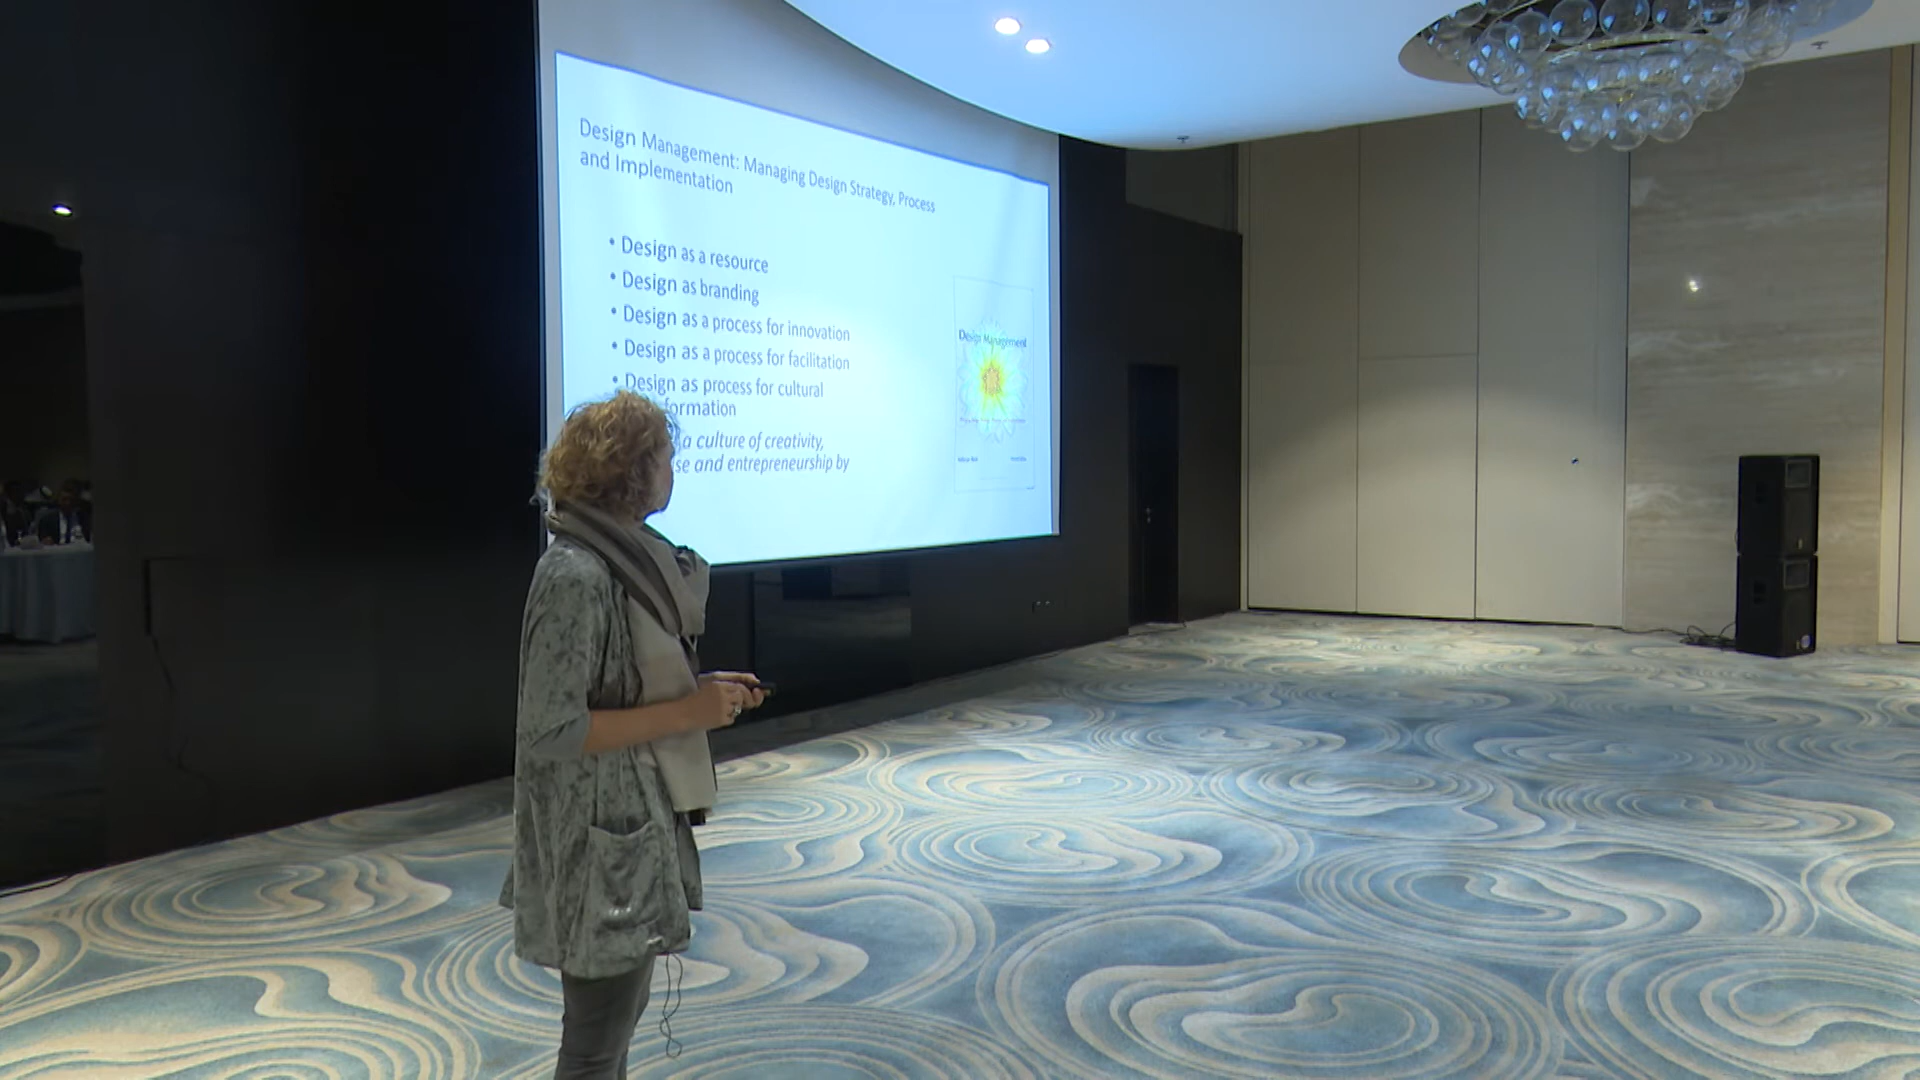 Design Management: Managing Design Strategy, Process
and Implementation
• Design as a resource
• Design as branding
• Design as a process for innovation
• Design as a process for facilitation
• Design as process for cultural
formation
a culture of creativity,
se and entrepreneurship by
Design Management